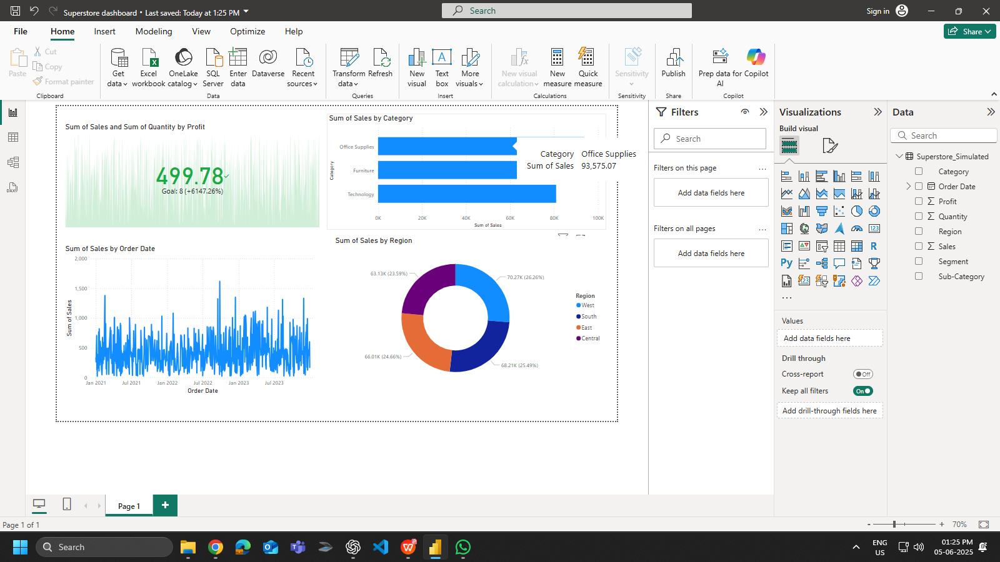 Superstore dashboard • Last saved: Today at 1:25 PM
Search
Sign in
File Home Insert Modeling View Optimize Help
Share
Paste
Cut
Copy
Format painter
Clipboard
Get data
Excel workbook
OneLake catalog
SQL Server
Enter data
Dataverse
Recent sources
Data
Transform data
Refresh
Queries
New visual
Text box
More visuals
Insert
New visual calculation
New measure
Quick measure
Calculations
Sensitivity
Sensitivity
Publish
Share
Prep data for AI
Copilot
Copilot
Sum of Sales and Sum of Quantity by Profit
499.78
Goal: 8 (+6147.26%)
Sum of Sales by Category
Category
Office Supplies
Furniture
Technology
0K 20K 40K 60K 80K 100K
Sum of Sales
Category Office Supplies
Sum of Sales 93,575.07
Sum of Sales by Order Date
Sum of Sales
2,000
1,500
1,000
500
0
Jan 2021 Jul 2021 Jan 2022 Jul 2022 Jan 2023 Jul 2023
Order Date
Sum of Sales by Region
63.13K (23.59%)
70.27K (26.26%)
66.01K (24.66%)
68.21K (25.49%)
Region
West
South
East
Central
Filters
Search
Filters on this page
Add data fields here
Filters on all pages
Add data fields here
Visualizations
Build visual
123
R
Py
123
Values
Add data fields here
Drill through
Cross-report Off
Keep all filters On
Add drill-through fields here
Data
Search
Superstore_Simulated
Category
Order Date
Profit
Quantity
Region
Sales
Segment
Sub-Category
DAX
Page 1
Page 1 of 1
- + 70%
Search
ENG
US
01:25 PM
05-06-2025